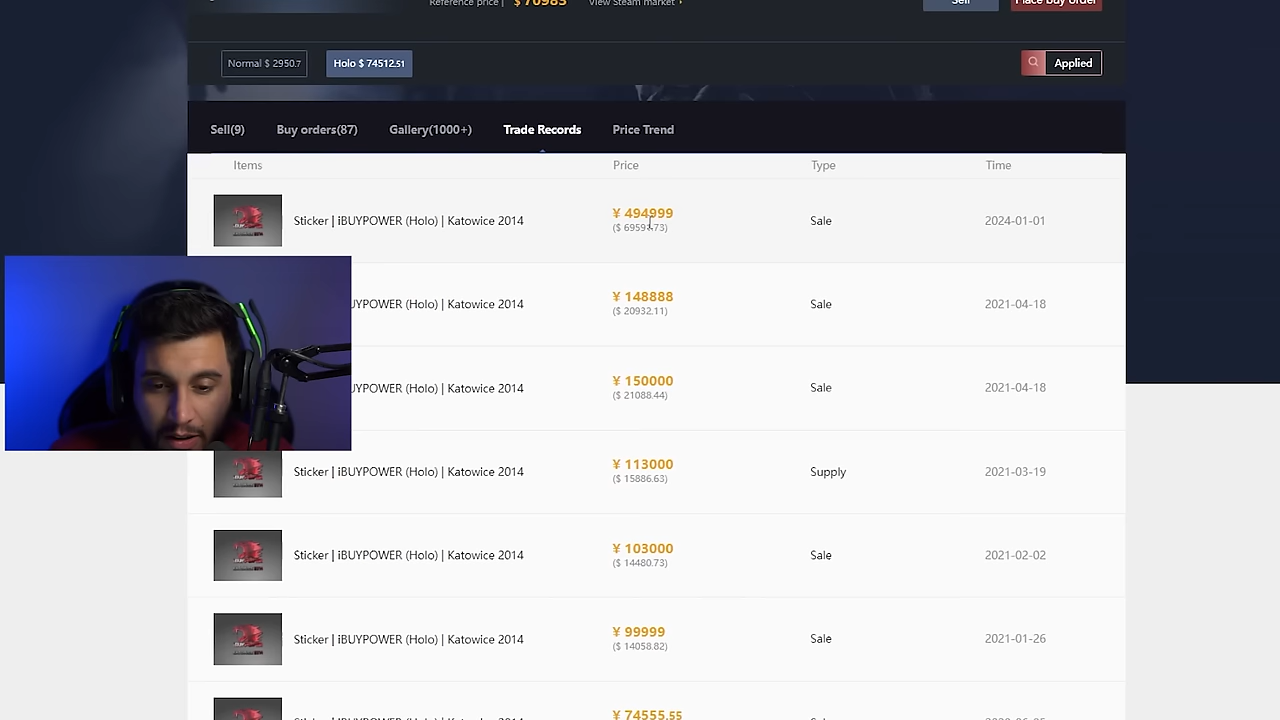 Reference price | $ 70983 View Steam market
Sell Place buy order
Normal $ 2950.7 Holo $ 74512.51 Applied
Sell(9) Buy orders(87) Gallery(1000+) Trade Records Price Trend
Items Price Type Time
Sticker | iBUYPOWER (Holo) | Katowice 2014 ¥ 494999 Sale 2024-01-01
¥ 148888
UYPOWER (Holo) | Katowice 2014 Sale 2021-04-18
($ 20932.11)
¥ 150000
UYPOWER (Holo) | Katowice 2014 Sale 2021-04-18
($ 21088.44)
¥ 113000
Sticker | iBUYPOWER (Holo) | Katowice 2014 Supply 2021-03-19
($ 15886.63)
¥ 103000
Sticker | iBUYPOWER (Holo) | Katowice 2014 Sale 2021-02-02
($ 14480.73)
¥ 99999
Sticker | iBUYPOWER (Holo) | Katowice 2014 Sale 2021-01-26
($ 14058.82)
¥ 74555.55